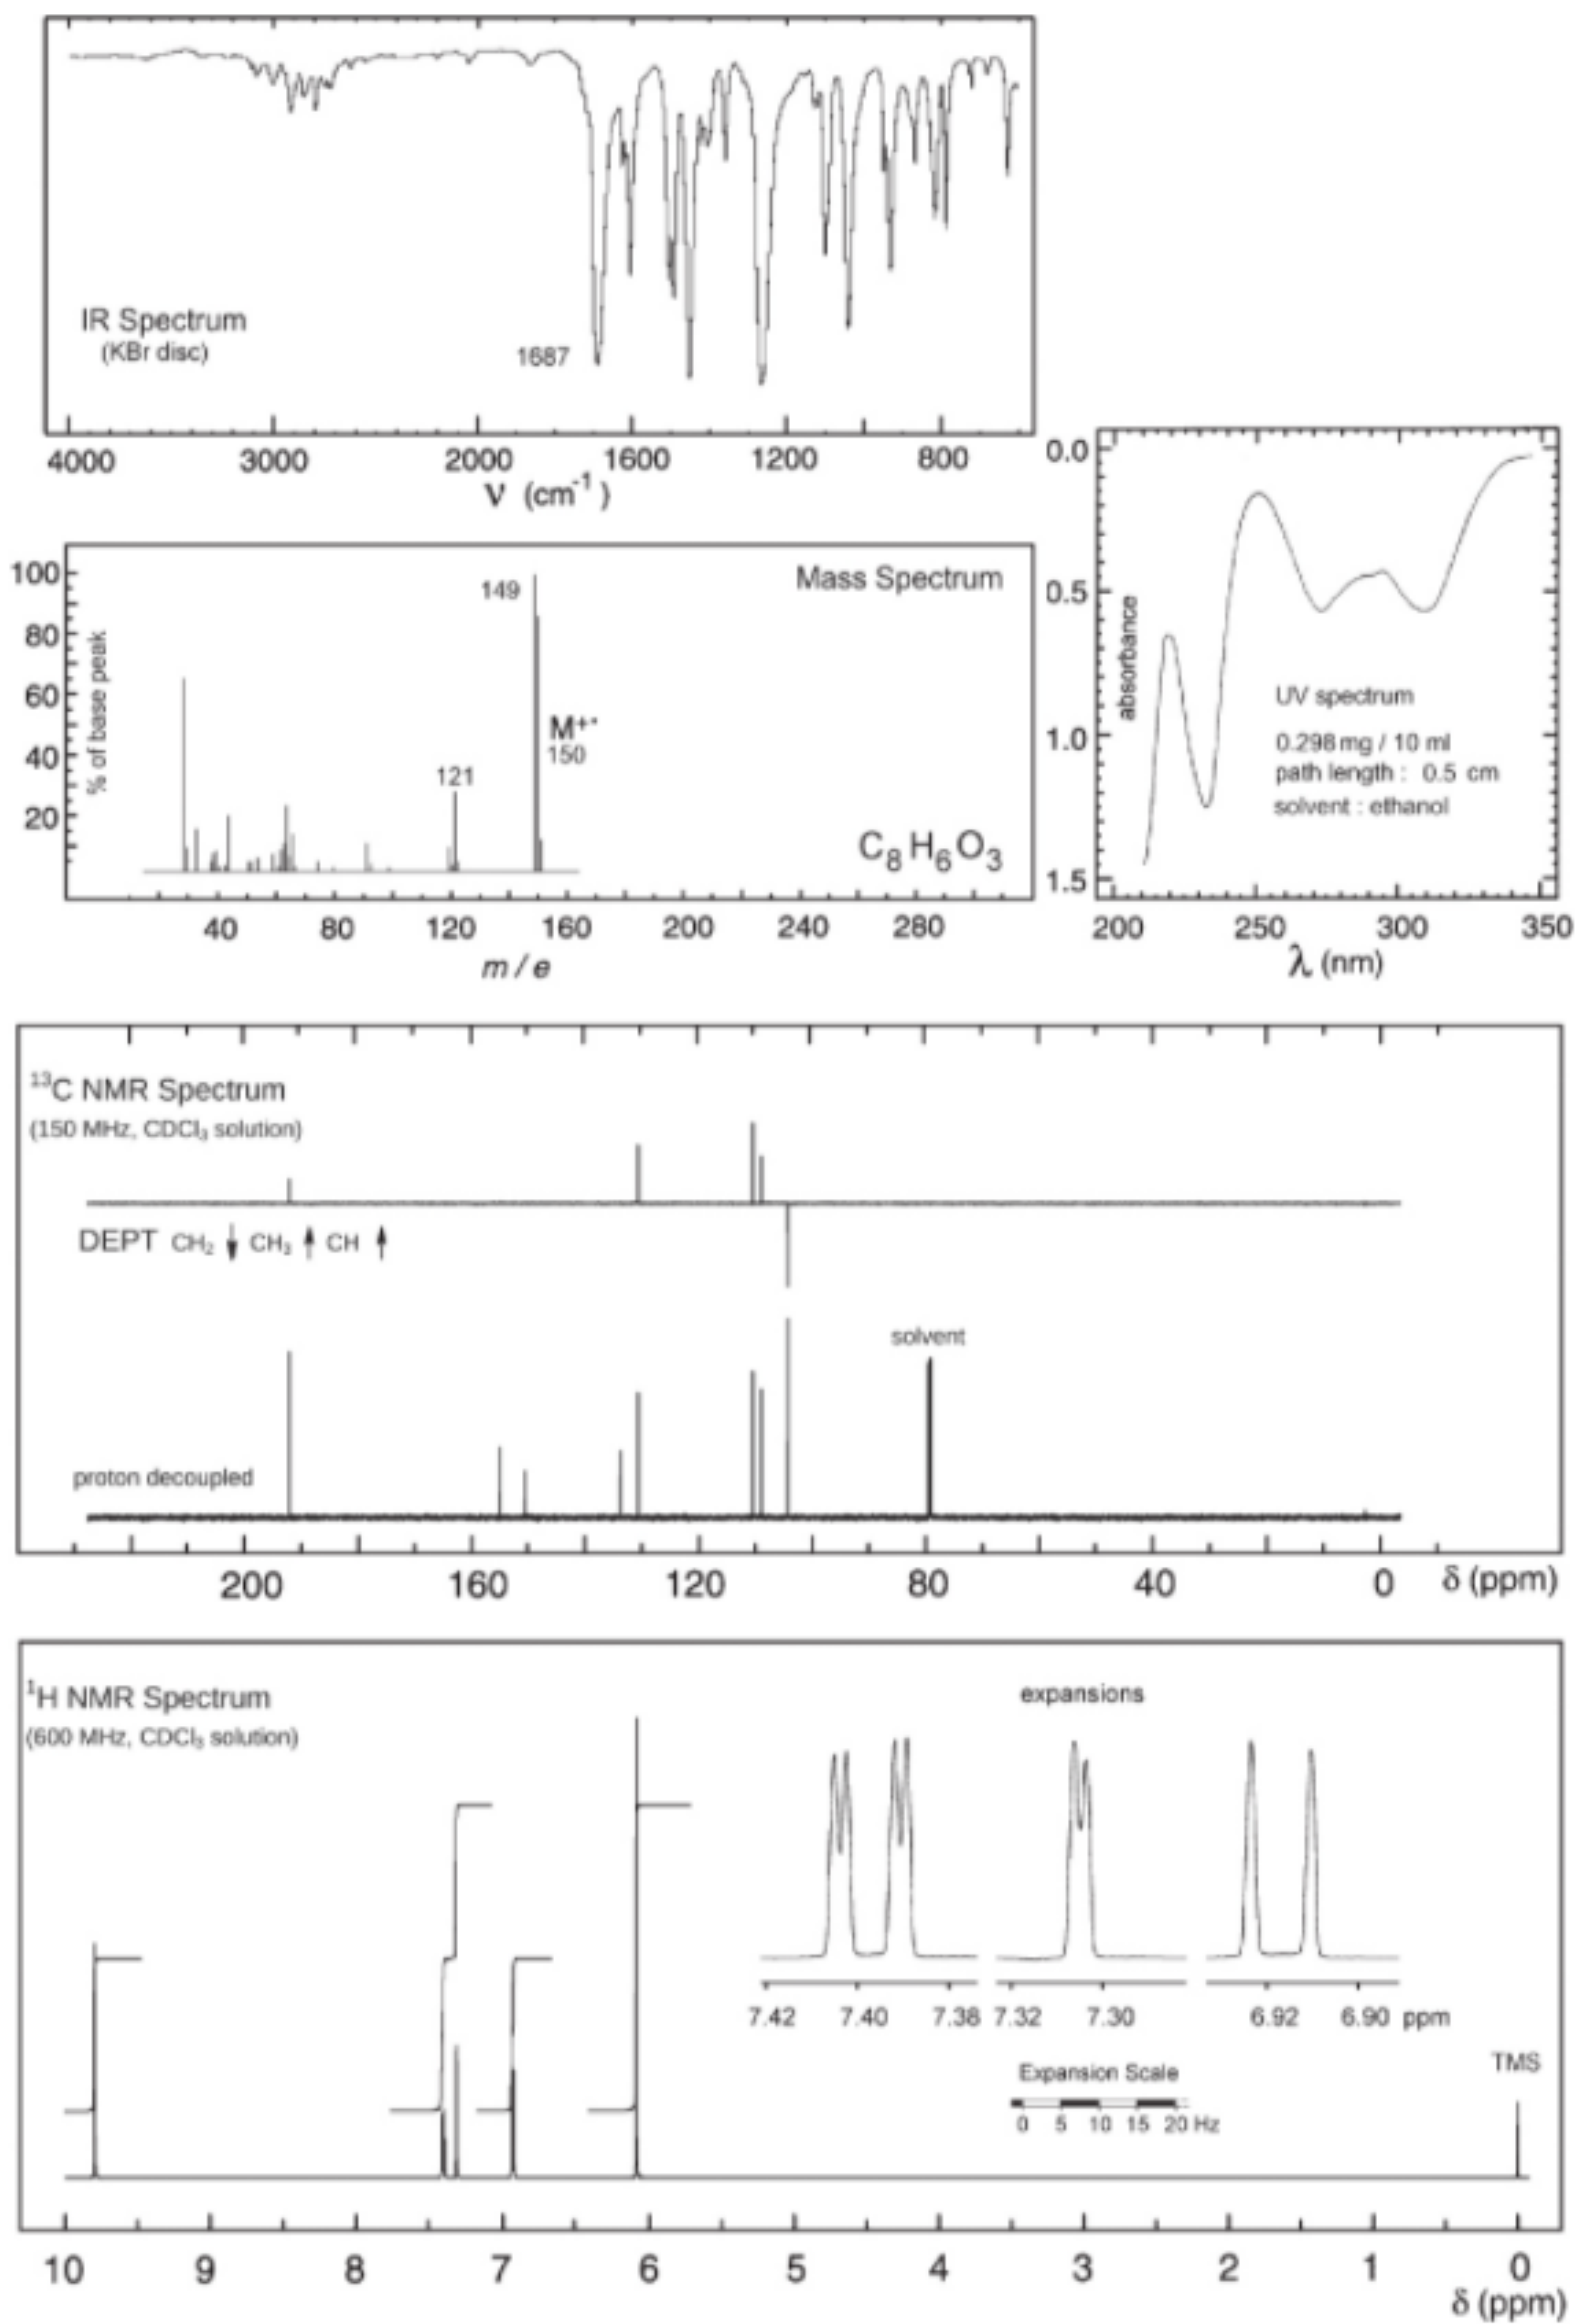 IR Spectrum
(KBr disc)
1687
4000 3000 2000 1600 1200 800
ν (cm⁻¹)
100
80
60
40
20
% of base peak
Mass Spectrum
149
M⁺˙
150
121
C₈H₆O₃
40 80 120 160 200 240 280
m / e
0.0
0.5
1.0
1.5
absorbance
UV spectrum
0.298 mg / 10 ml
path length : 0.5 cm
solvent : ethanol
200 250 300 350
λ (nm)
¹³C NMR Spectrum
(150 MHz, CDCl₃ solution)
DEPT CH₂ CH₃ CH
solvent
proton decoupled
200 160 120 80 40 0 δ (ppm)
¹H NMR Spectrum
(600 MHz, CDCl₃ solution)
expansions
7.42 7.40 7.38 7.32 7.30 6.92 6.90 ppm
Expansion Scale
0 5 10 15 20 Hz
TMS
10 9 8 7 6 5 4 3 2 1 0
δ (ppm)